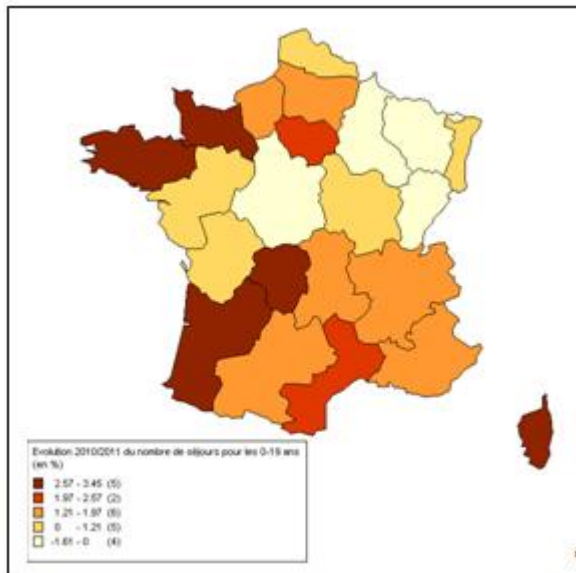 Evolution 2010/2011 du nombre de séjours pour les 0-19 ans
(en %)
2.57 - 3.45 (5)
1.97 - 2.57 (2)
1.21 - 1.97 (6)
0 - 1.21 (5)
-1.61 - 0 (4)